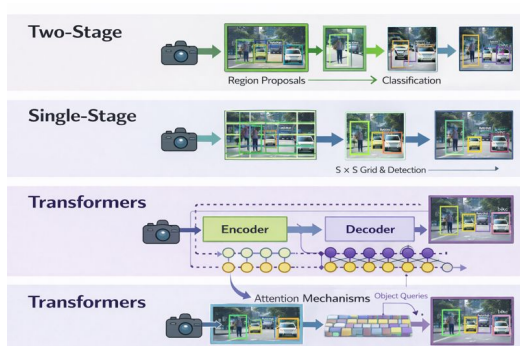 Two-Stage
Region Proposals
Classification
Single-Stage
S × S Grid & Detection
Transformers
Encoder
Decoder
Transformers
Attention Mechanisms
Object Queries